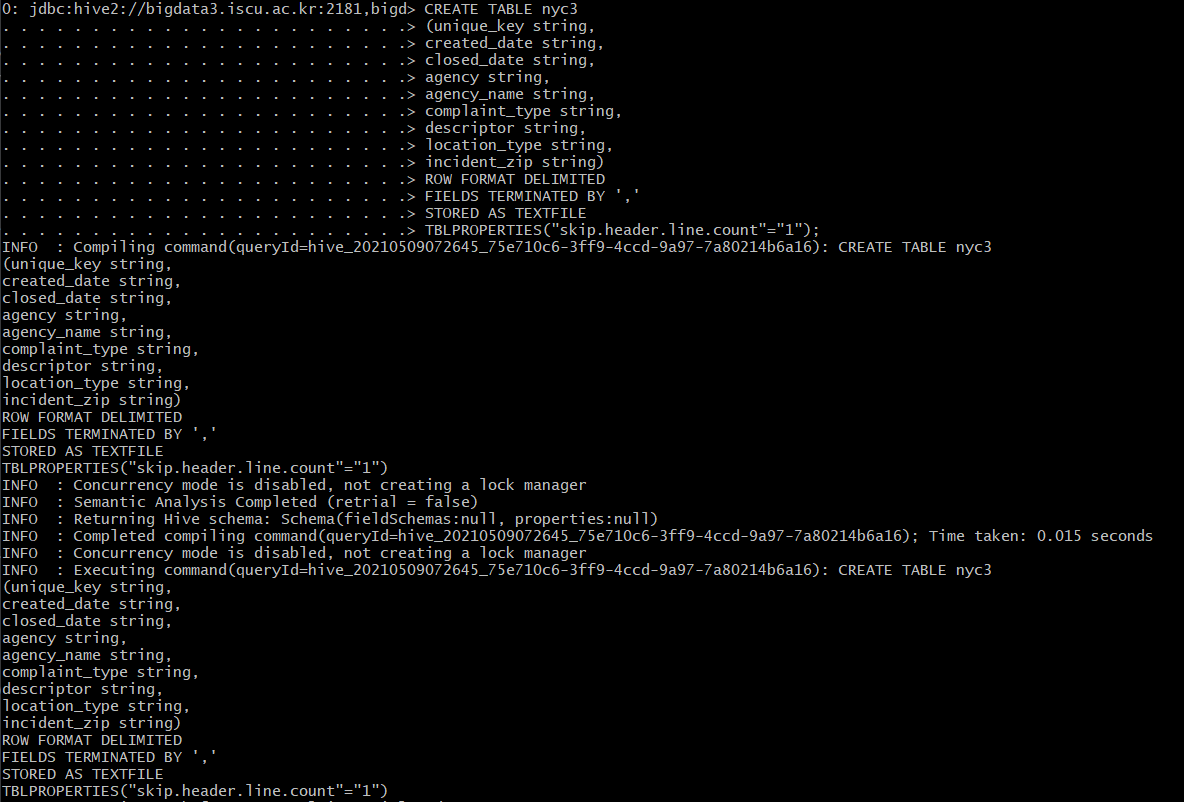 0: jdbc:hive2://bigdata3.iscu.ac.kr:2181,bigd> CREATE TABLE nyc3
. . . . . . . . . . . . . . . . . . . . . . .> (unique_key string,
. . . . . . . . . . . . . . . . . . . . . . .> created_date string,
. . . . . . . . . . . . . . . . . . . . . . .> closed_date string,
. . . . . . . . . . . . . . . . . . . . . . .> agency string,
. . . . . . . . . . . . . . . . . . . . . . .> agency_name string,
. . . . . . . . . . . . . . . . . . . . . . .> complaint_type string,
. . . . . . . . . . . . . . . . . . . . . . .> descriptor string,
. . . . . . . . . . . . . . . . . . . . . . .> location_type string,
. . . . . . . . . . . . . . . . . . . . . . .> incident_zip string)
. . . . . . . . . . . . . . . . . . . . . . .> ROW FORMAT DELIMITED
. . . . . . . . . . . . . . . . . . . . . . .> FIELDS TERMINATED BY ','
. . . . . . . . . . . . . . . . . . . . . . .> STORED AS TEXTFILE
. . . . . . . . . . . . . . . . . . . . . . .> TBLPROPERTIES("skip.header.line.count"="1");
INFO  : Compiling command(queryId=hive_20210509072645_75e710c6-3ff9-4ccd-9a97-7a80214b6a16): CREATE TABLE nyc3
(unique_key string,
created_date string,
closed_date string,
agency string,
agency_name string,
complaint_type string,
descriptor string,
location_type string,
incident_zip string)
ROW FORMAT DELIMITED
FIELDS TERMINATED BY ','
STORED AS TEXTFILE
TBLPROPERTIES("skip.header.line.count"="1")
INFO  : Concurrency mode is disabled, not creating a lock manager
INFO  : Semantic Analysis Completed (retrial = false)
INFO  : Returning Hive schema: Schema(fieldSchemas:null, properties:null)
INFO  : Completed compiling command(queryId=hive_20210509072645_75e710c6-3ff9-4ccd-9a97-7a80214b6a16); Time taken: 0.015 seconds
INFO  : Concurrency mode is disabled, not creating a lock manager
INFO  : Executing command(queryId=hive_20210509072645_75e710c6-3ff9-4ccd-9a97-7a80214b6a16): CREATE TABLE nyc3
(unique_key string,
created_date string,
closed_date string,
agency string,
agency_name string,
complaint_type string,
descriptor string,
location_type string,
incident_zip string)
ROW FORMAT DELIMITED
FIELDS TERMINATED BY ','
STORED AS TEXTFILE
TBLPROPERTIES("skip.header.line.count"="1")